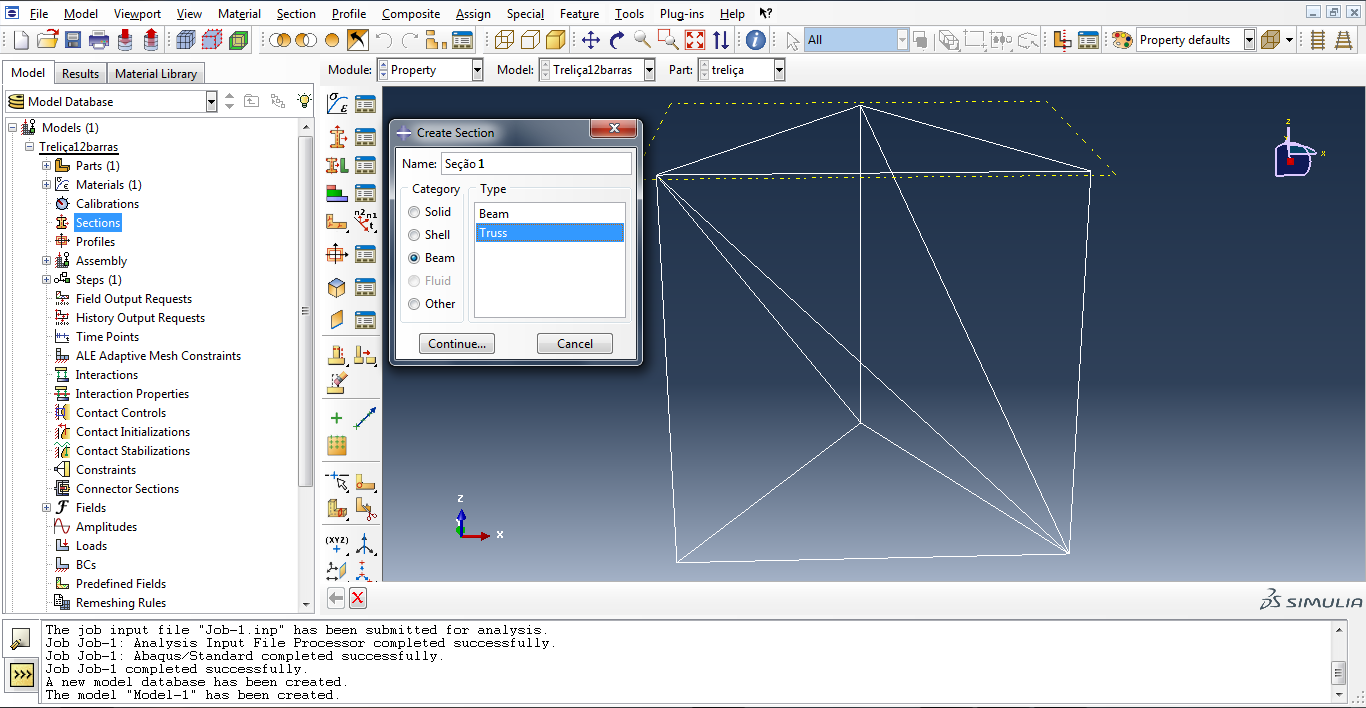 File Model Viewport View Material Section Profile Composite Assign Special Feature Tools Plug-ins Help
All
Property defaults
Model Results Material Library
Module: Property Model: Treliça12barras Part: treliça
Model Database
Models (1)
Treliça12barras
Parts (1)
Materials (1)
Calibrations
Sections
Profiles
Assembly
Steps (1)
Field Output Requests
History Output Requests
Time Points
ALE Adaptive Mesh Constraints
Interactions
Interaction Properties
Contact Controls
Contact Initializations
Contact Stabilizations
Constraints
Connector Sections
Fields
Amplitudes
Loads
BCs
Predefined Fields
Remeshing Rules
n2 n1
t
(XYZ)
Create Section
Name: Seção 1
Category Type
Solid
Shell
Beam
Fluid
Other
Beam
Truss
Continue... Cancel
z
x
Z
Y
X
SIMULIA
The job input file "Job-1.inp" has been submitted for analysis.
Job Job-1: Analysis Input File Processor completed successfully.
Job Job-1: Abaqus/Standard completed successfully.
Job Job-1 completed successfully.
A new model database has been created.
The model "Model-1" has been created.